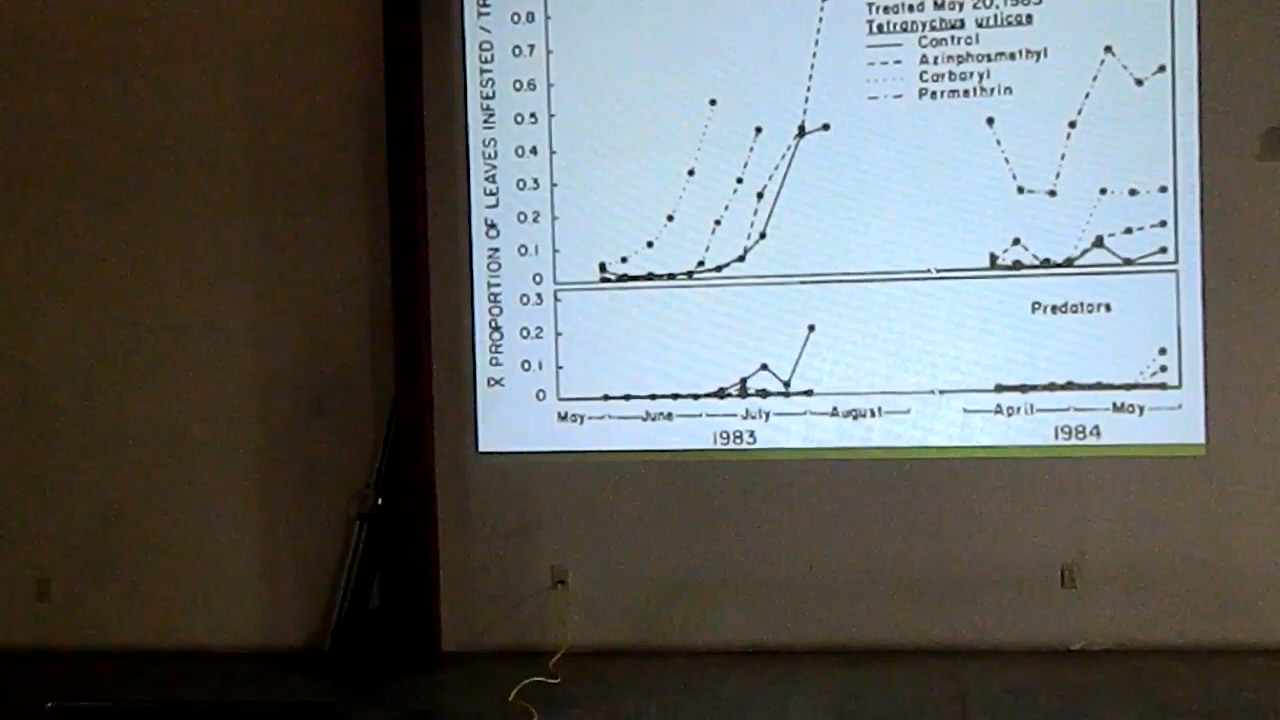 Treated May 20, 1983
Tetranychus urticae
Control
Azinphosmethyl
Carbaryl
Permethrin
X̄ PROPORTION OF LEAVES INFESTED / TR
0.8
0.7
0.6
0.5
0.4
0.3
0.2
0.1
0
0.3
0.2
0.1
0
Predators
May June July August April May
1983 1984